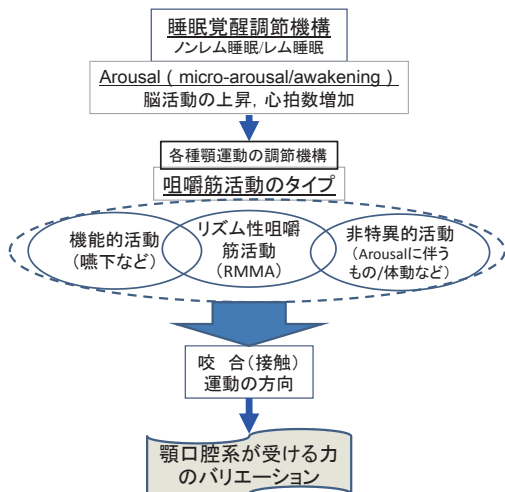 睡眠覚醒調節機構
ノンレム睡眠/レム睡眠
Arousal（micro-arousal/awakening）
脳活動の上昇，心拍数増加
各種顎運動の調節機構
咀嚼筋活動のタイプ
機能的活動
（嚥下など）
リズム性咀嚼
筋活動
（RMMA）
非特異的活動
（Arousalに伴う
もの/体動など）
咬　合（接触）
運動の方向
顎口腔系が受ける力
のバリエーション